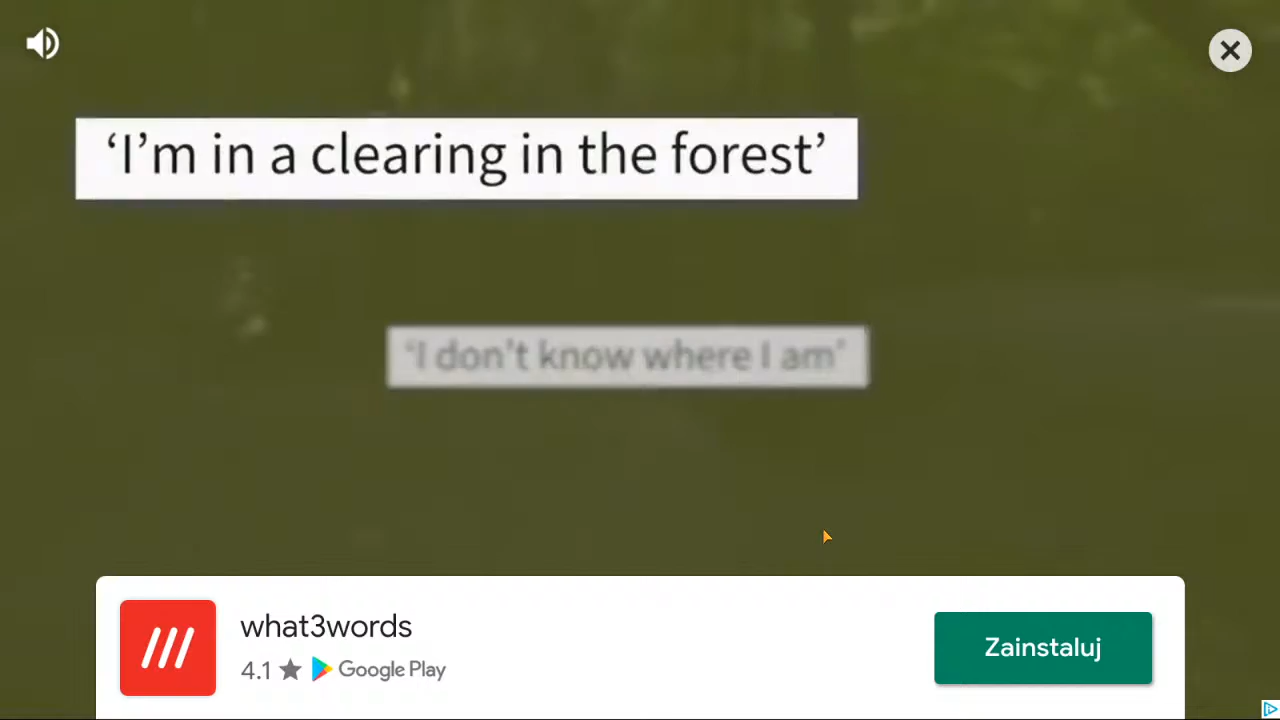 ‘I’m in a clearing in the forest’
‘I don’t know where I am’
what3words
4.1 ★ Google Play
Zainstaluj